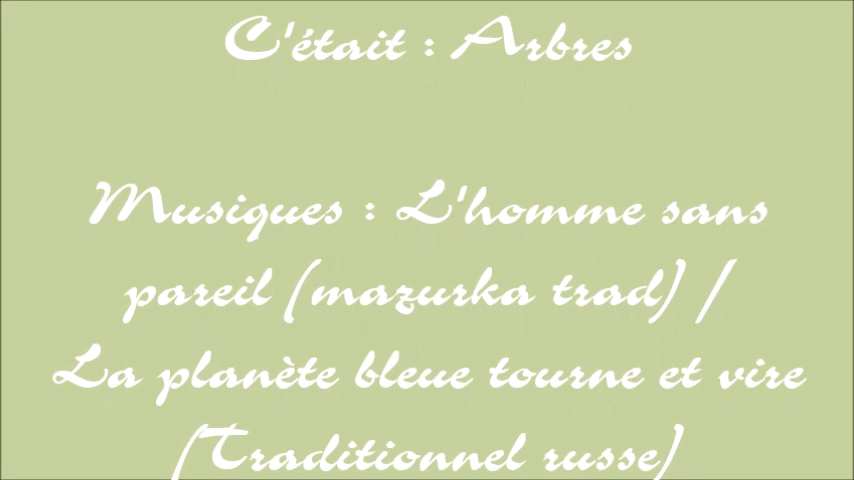 C'était : Arbres
Musiques : L'homme sans
pareil (mazurka trad) /
La planète bleue tourne et vire
(Traditionnel russe)